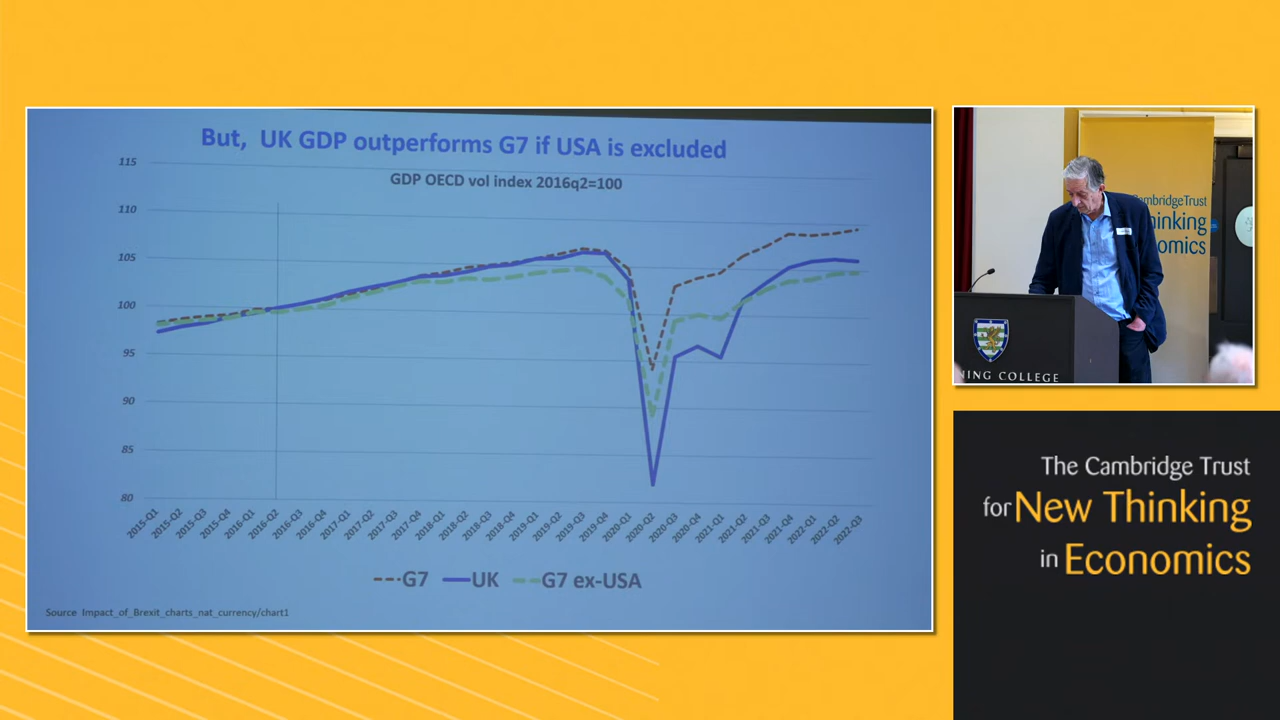 But, UK GDP outperforms G7 if USA is excluded
GDP OECD vol index 2016q2=100
115
110
105
100
95
90
85
80
2015-Q1
2015-Q2
2015-Q3
2015-Q4
2016-Q1
2016-Q2
2016-Q3
2016-Q4
2017-Q1
2017-Q2
2017-Q3
2017-Q4
2018-Q1
2018-Q2
2018-Q3
2018-Q4
2019-Q1
2019-Q2
2019-Q3
2019-Q4
2020-Q1
2020-Q2
2020-Q3
2020-Q4
2021-Q1
2021-Q2
2021-Q3
2021-Q4
2022-Q1
2022-Q2
2022-Q3
G7 UK G7 ex-USA
Source Impact_of_Brexit_charts_nat_currency/chart1
mbridge Trust
hinking
nomics
NING COLLEGE
The Cambridge Trust
for New Thinking
in Economics